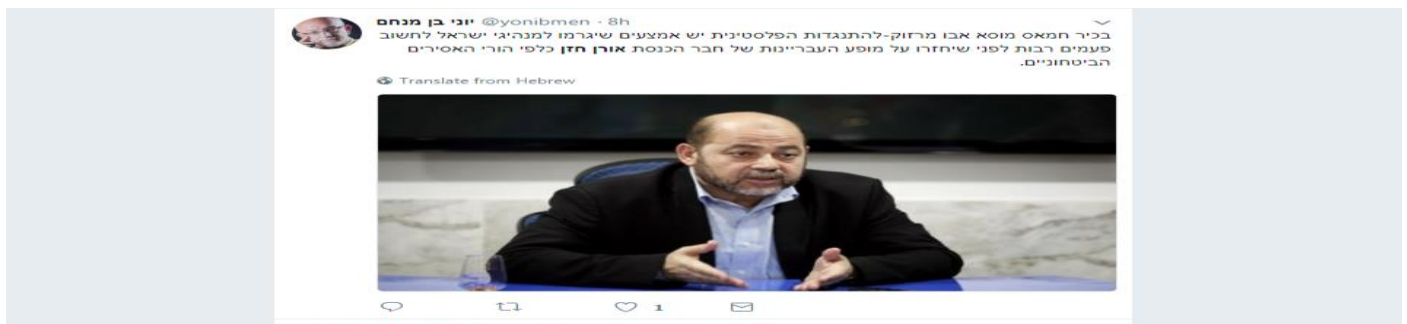 יוני בן מנחם @yonibmen · 8h
בכיר חמאס מוסא אבו מרזוק-להתנגדות הפלסטינית יש אמצעים שיגרמו למנהיגי ישראל לחשוב
פעמים רבות לפני שיחזרו על מופע העבריינות של חבר הכנסת אורן חזן כלפי הורי האסירים
הביטחוניים.
Translate from Hebrew
1